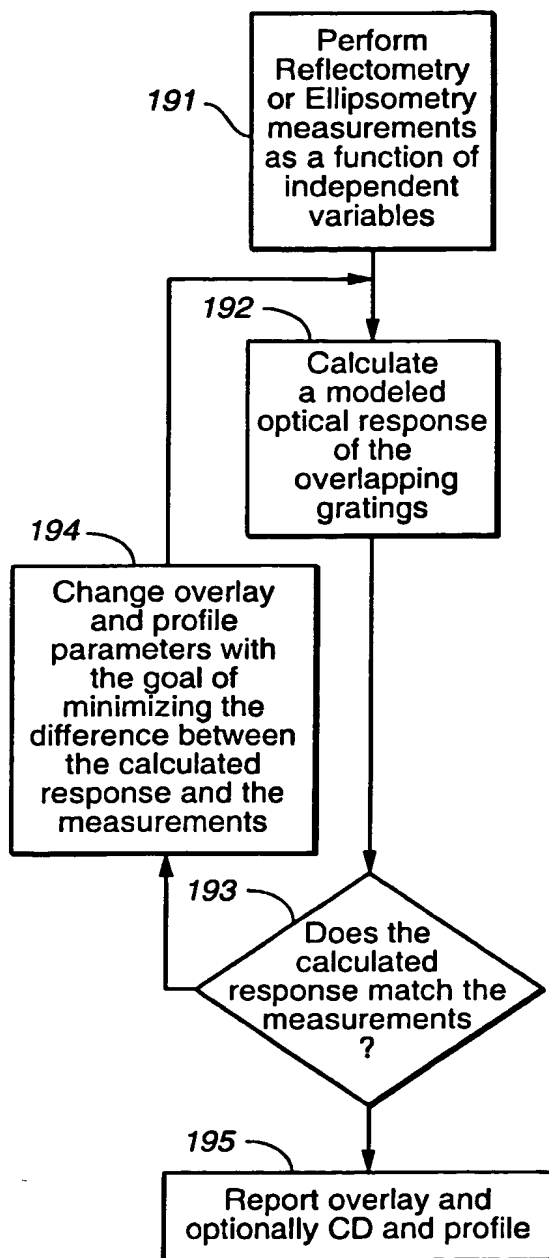 191
Perform
Reflectometry
or Ellipsometry
measurements
as a function of
independent
variables
192
Calculate
a modeled
optical response
of the
overlapping
gratings
194
Change overlay
and profile
parameters with
the goal of
minimizing the
difference between
the calculated
response and the
measurements
193
Does the
calculated
response match the
measurements
?
195
Report overlay and
optionally CD and profile